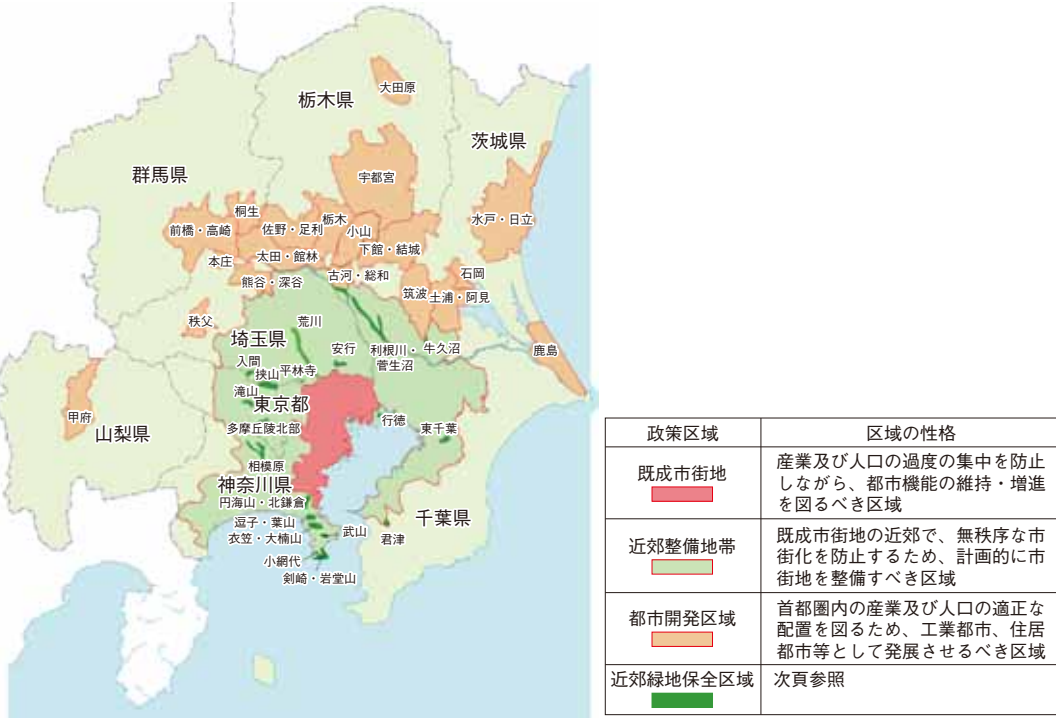 大田原
栃木県
茨城県
群馬県
宇都宮
桐生
栃木
水戸・日立
前橋・高崎
佐野・足利
小山
下館・結城
本庄
太田・館林
石岡
熊谷・深谷
古河・総和
筑波
土浦・阿見
秩父
荒川
埼玉県
安行
利根川・
菅生沼
牛久沼
鹿島
入間
狭山
平林寺
滝山
東京都
甲府
山梨県
多摩丘陵北部
行徳
東千葉
相模原
神奈川県
円海山・北鎌倉
千葉県
逗子・葉山
武山
君津
衣笠・大楠山
小網代
剣崎・岩堂山
政策区域
区域の性格
既成市街地
産業及び人口の過度の集中を防止
しながら、都市機能の維持・増進
を図るべき区域
近郊整備地帯
既成市街地の近郊で、無秩序な市
街化を防止するため、計画的に市
街地を整備すべき区域
都市開発区域
首都圏内の産業及び人口の適正な
配置を図るため、工業都市、住居
都市等として発展させるべき区域
近郊緑地保全区域
次頁参照